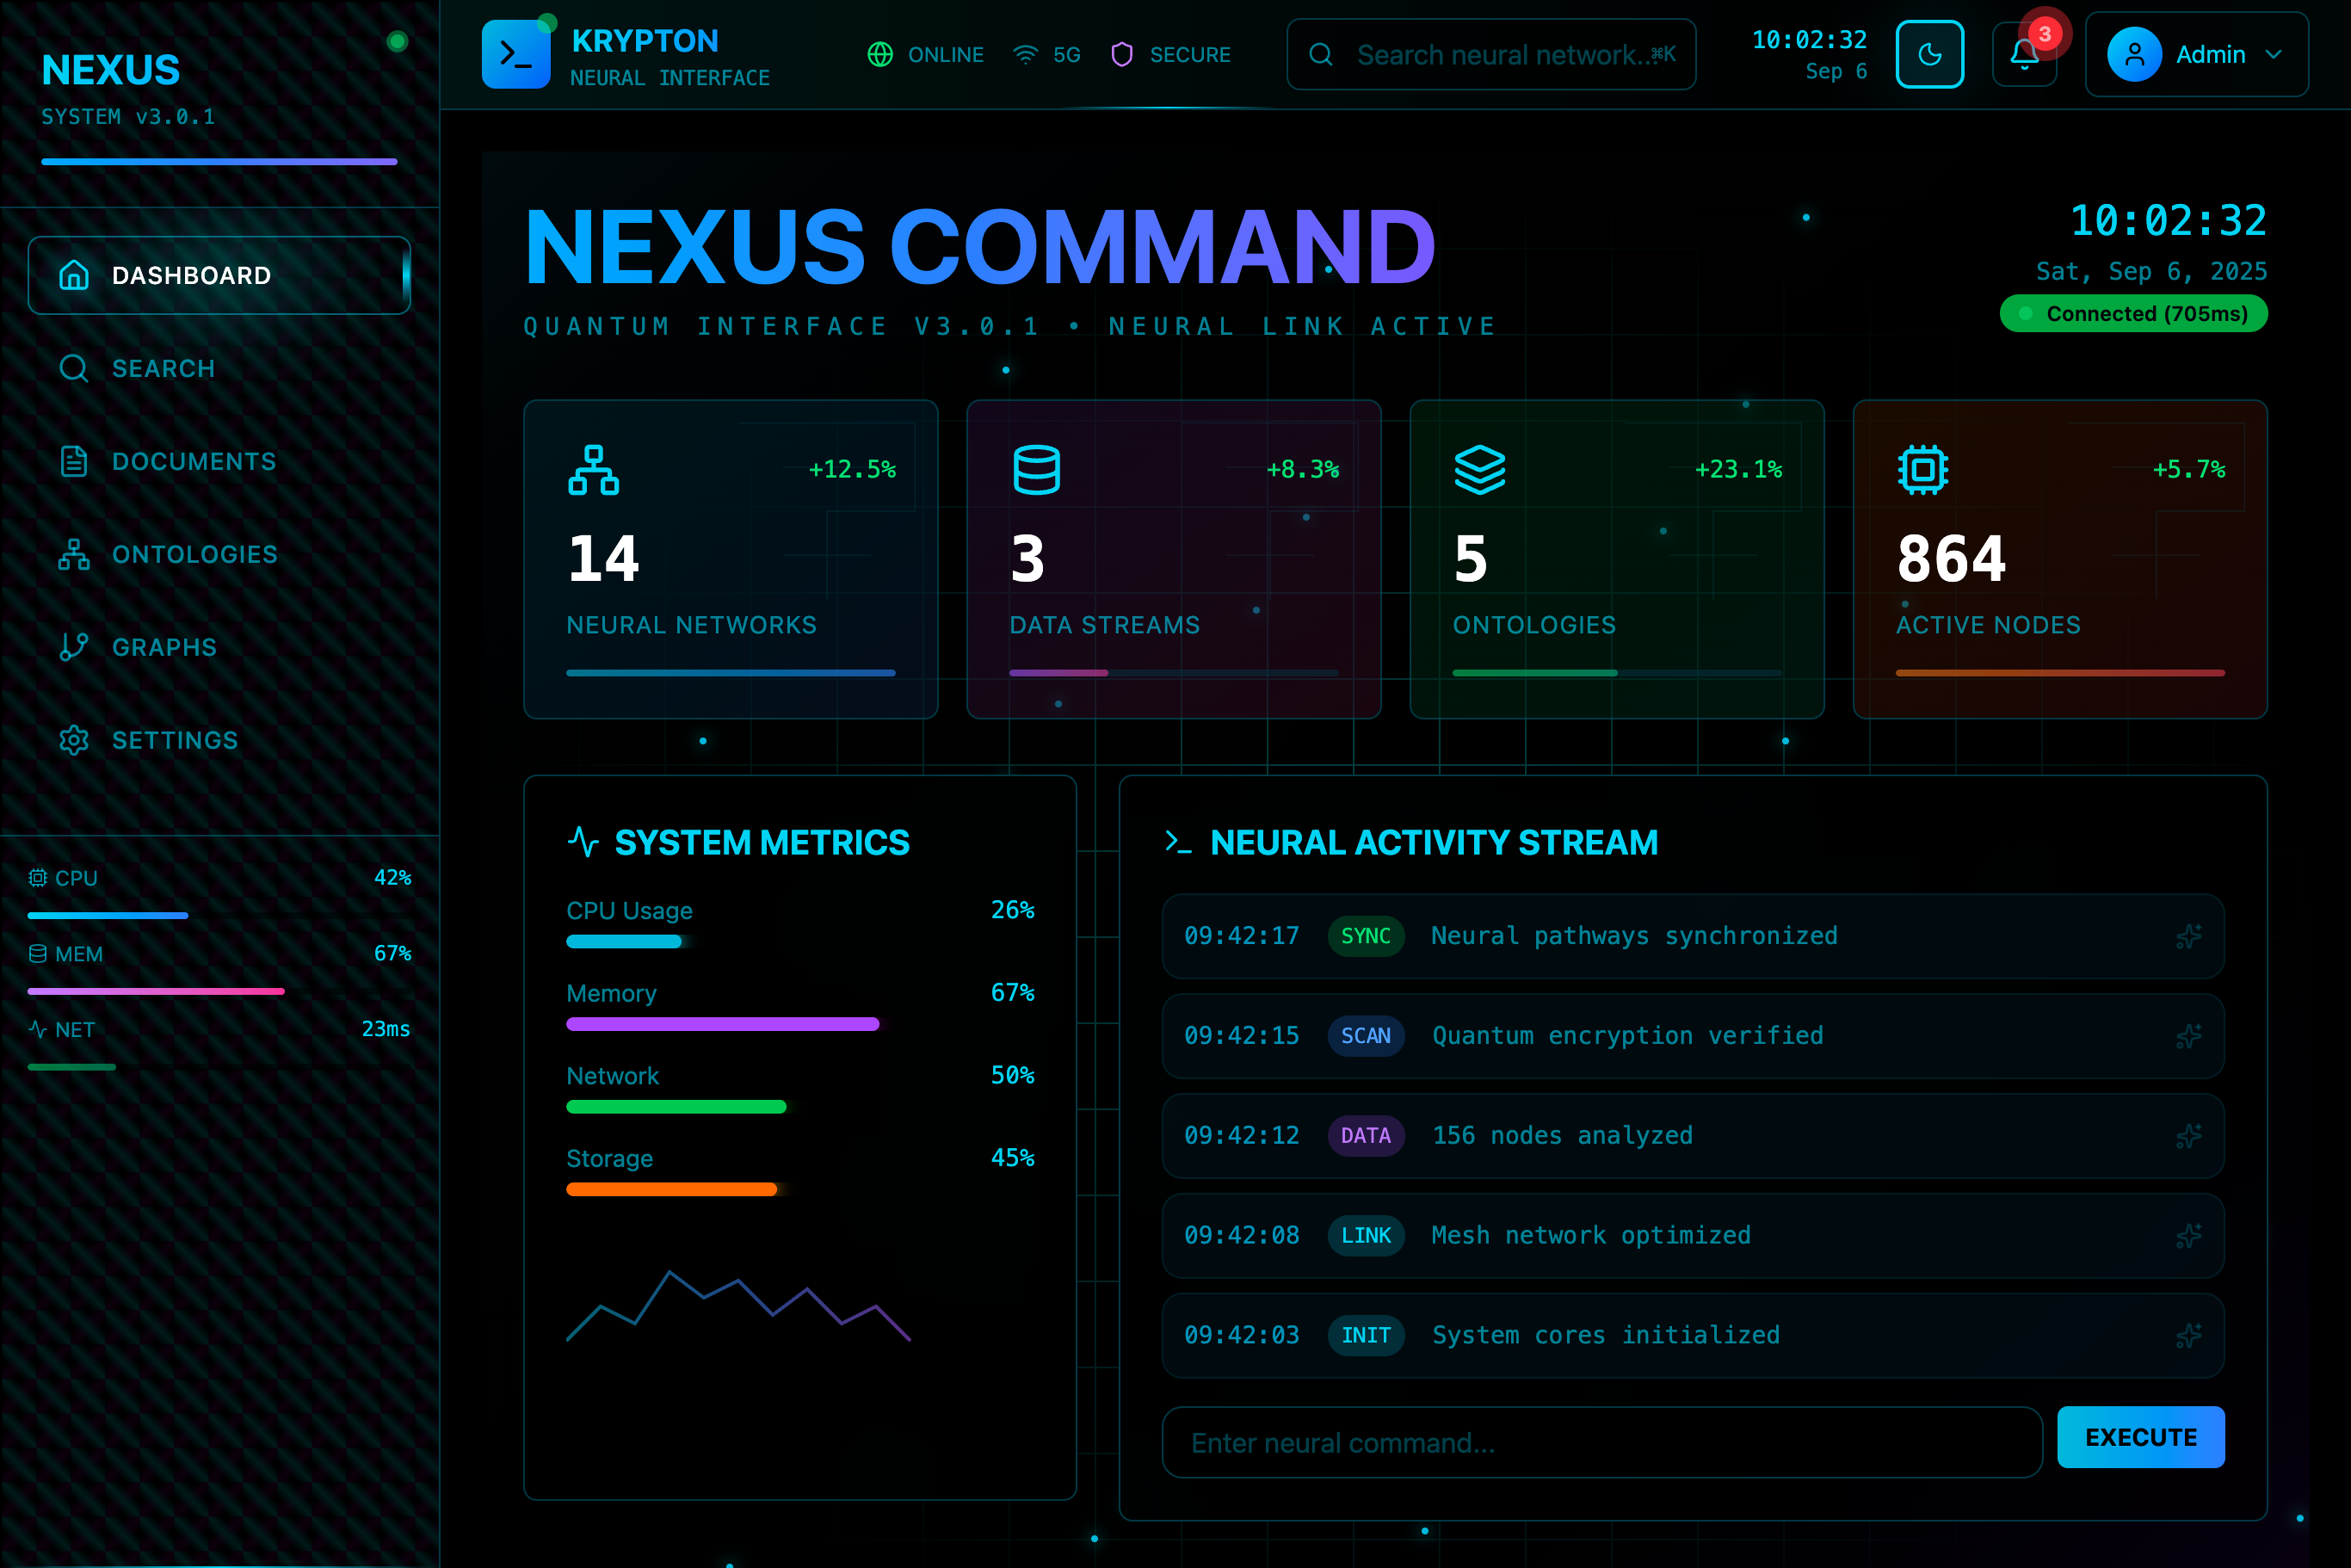 NEXUS
SYSTEM v3.0.1
DASHBOARD
SEARCH
DOCUMENTS
ONTOLOGIES
GRAPHS
SETTINGS
CPU 42%
MEM 67%
NET 23ms
KRYPTON
NEURAL INTERFACE
ONLINE 5G SECURE
Search neural network... ⌘K
10:02:32
Sep 6
3
Admin
NEXUS COMMAND
QUANTUM INTERFACE V3.0.1 • NEURAL LINK ACTIVE
10:02:32
Sat, Sep 6, 2025
Connected (705ms)
+12.5%
14
NEURAL NETWORKS
+8.3%
3
DATA STREAMS
+23.1%
5
ONTOLOGIES
+5.7%
864
ACTIVE NODES
SYSTEM METRICS
CPU Usage 26%
Memory 67%
Network 50%
Storage 45%
NEURAL ACTIVITY STREAM
09:42:17 SYNC Neural pathways synchronized
09:42:15 SCAN Quantum encryption verified
09:42:12 DATA 156 nodes analyzed
09:42:08 LINK Mesh network optimized
09:42:03 INIT System cores initialized
Enter neural command... EXECUTE